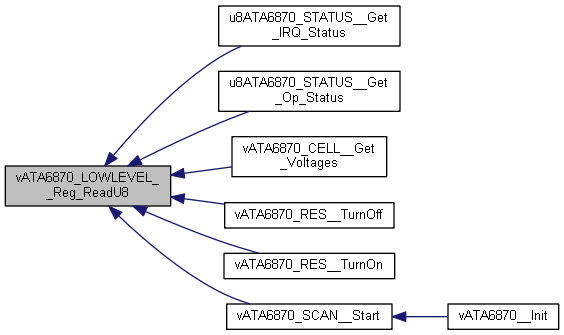 u8ATA6870_STATUS__Get
_IRQ_Status
u8ATA6870_STATUS__Get
_Op_Status
vATA6870_CELL__Get
_Voltages
vATA6870_LOWLEVEL_
_Reg_ReadU8
vATA6870_RES__TurnOff
vATA6870_RES__TurnOn
vATA6870_SCAN__Start
vATA6870__Init